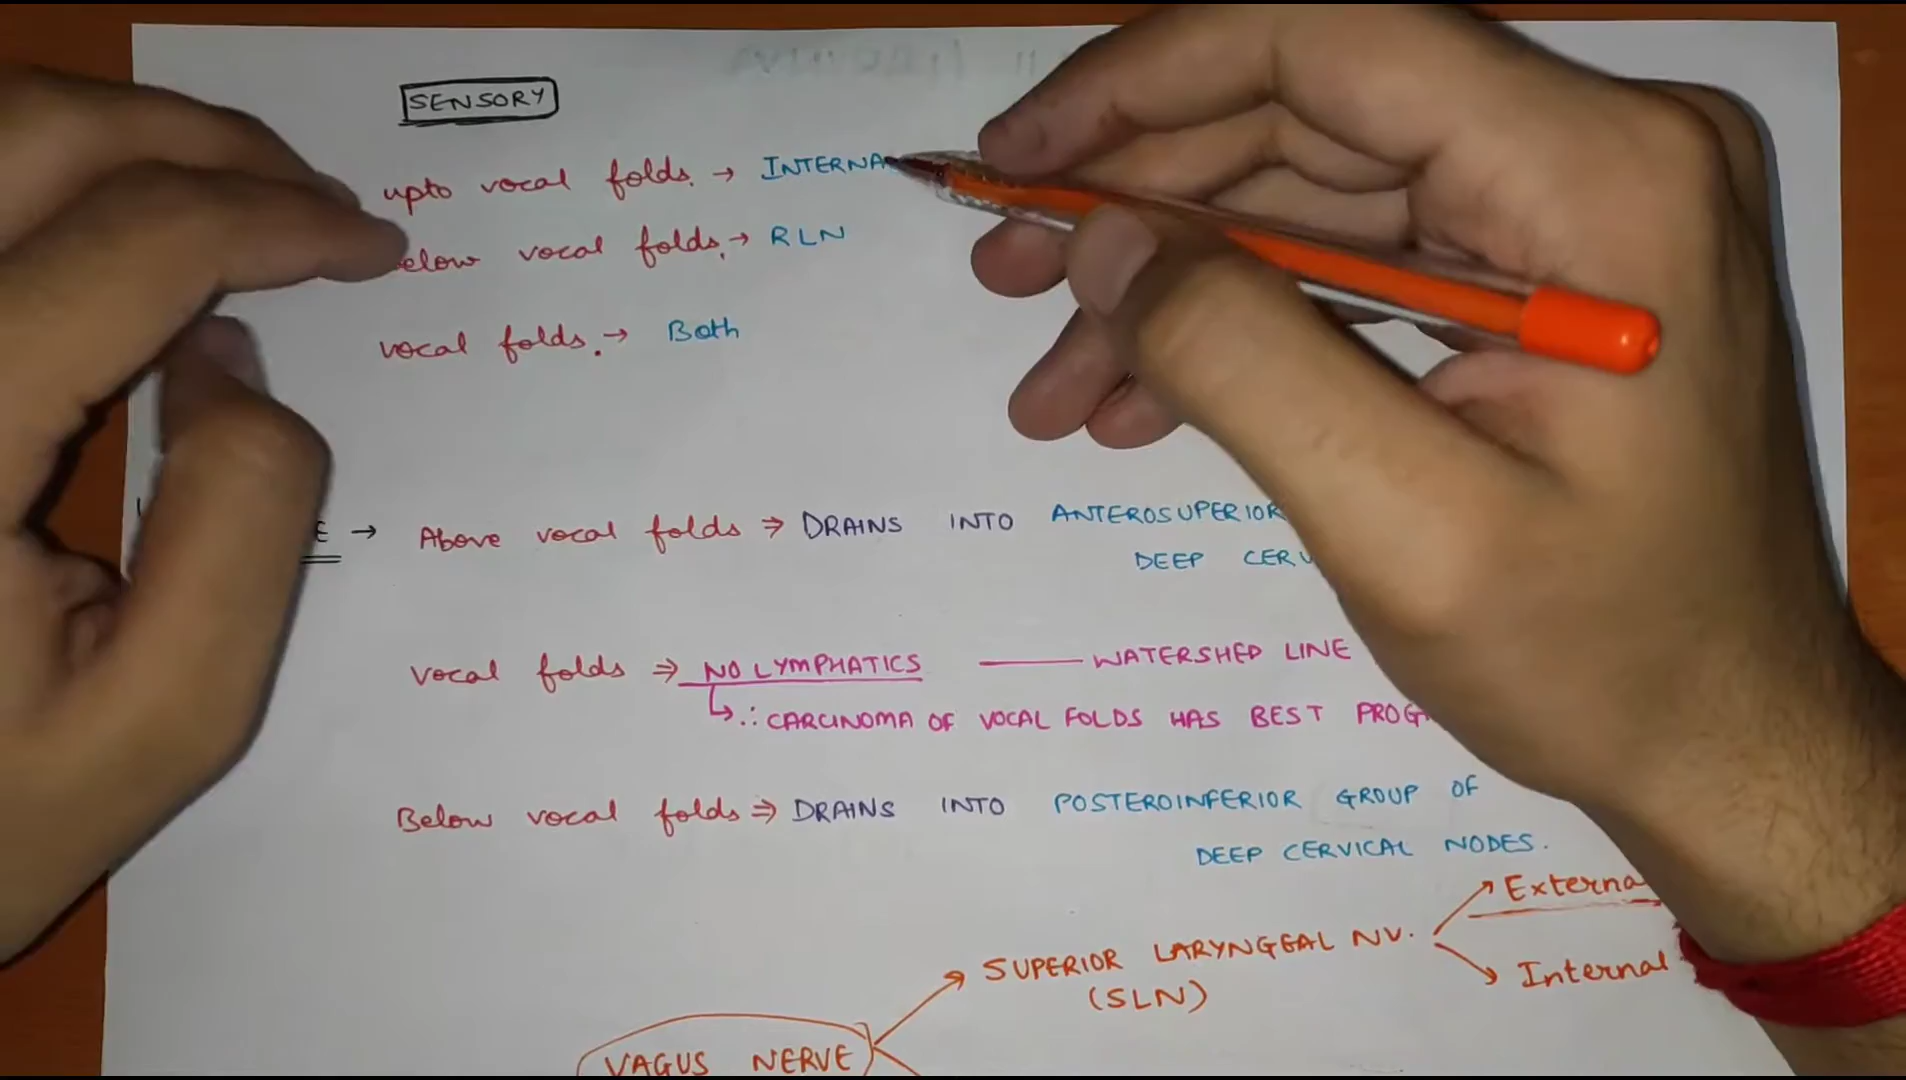 SENSORY
upto vocal folds. → INTERNA
elow vocal folds. → RLN
vocal folds. → Both
E → Above vocal folds ⇒ DRAINS INTO ANTEROSUPERIOR
DEEP CERV
vocal folds ⇒ NO LYMPHATICS —— WATERSHED LINE
↳ ∴ CARCINOMA OF VOCAL FOLDS HAS BEST PROG
Below vocal folds ⇒ DRAINS INTO POSTEROINFERIOR GROUP OF
DEEP CERVICAL NODES.
External
SUPERIOR LARYNGEAL NV.
Internal
(SLN)
VAGUS NERVE